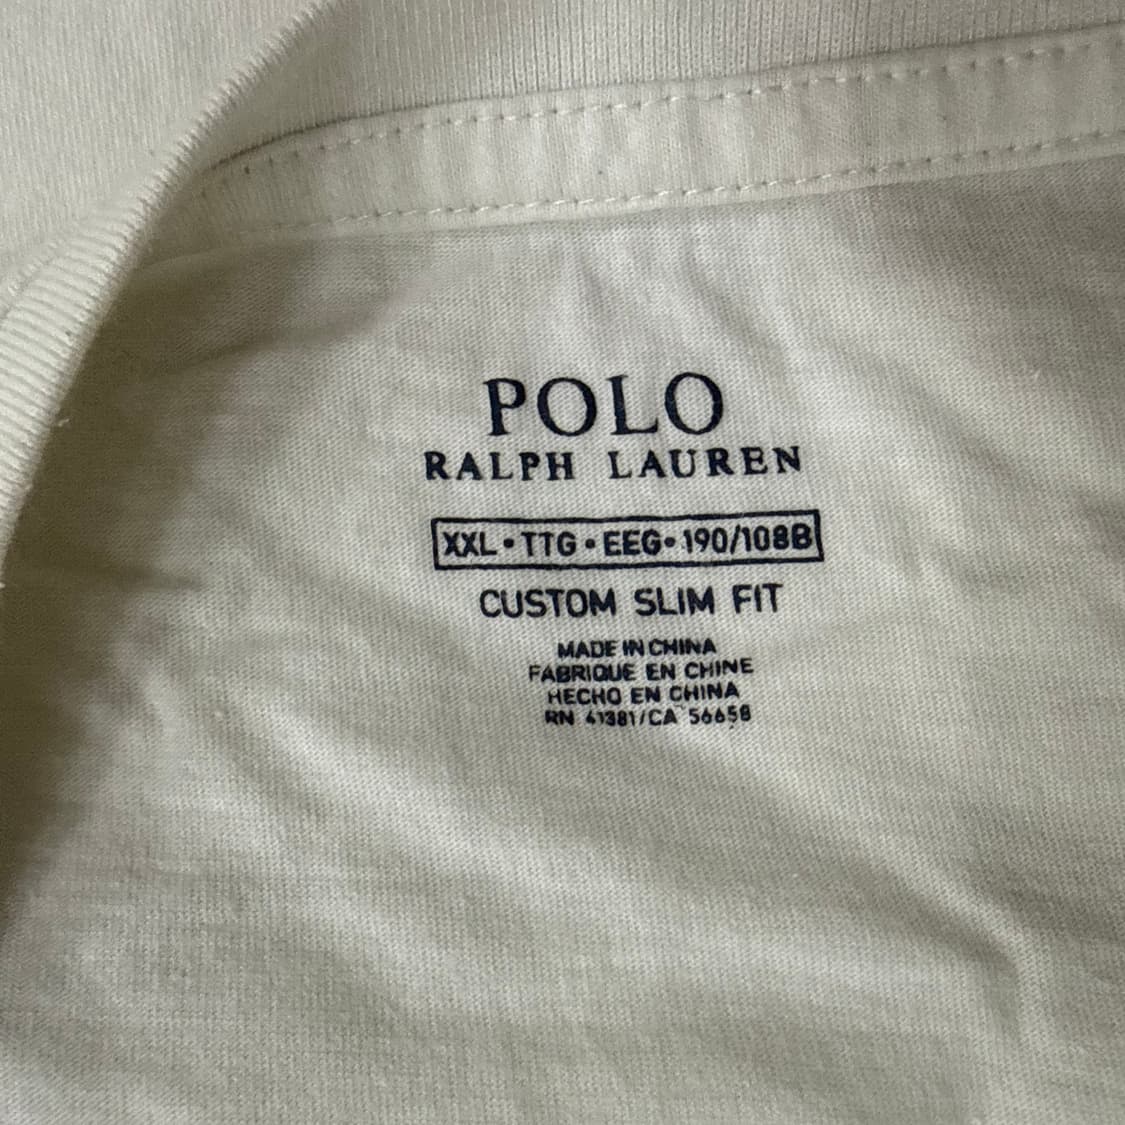 POLO
RALPH LAUREN
XXL • TTG • EEG • 190/108B
CUSTOM SLIM FIT
MADE IN CHINA
FABRIQUE EN CHINE
HECHO EN CHINA
RN 41381/CA 56658